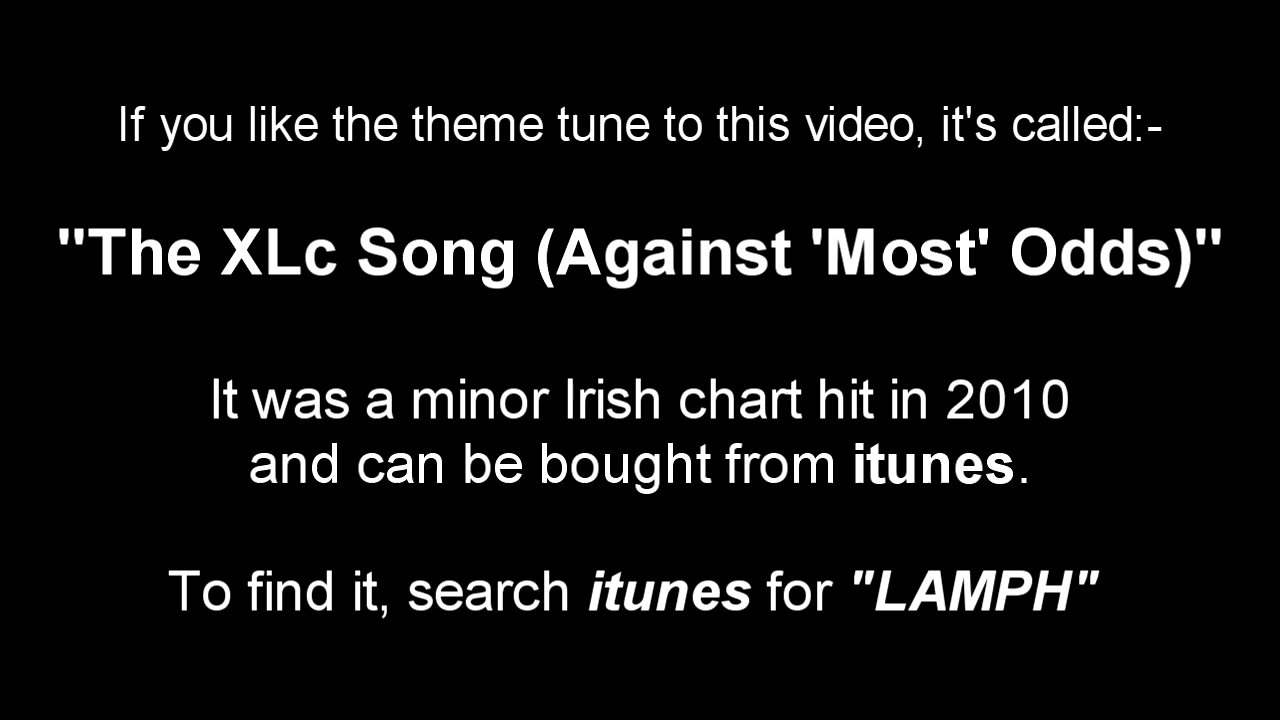 If you like the theme tune to this video, it's called:-
"The XLc Song (Against 'Most' Odds)"
It was a minor Irish chart hit in 2010
and can be bought from itunes.
To find it, search itunes for "LAMPH"